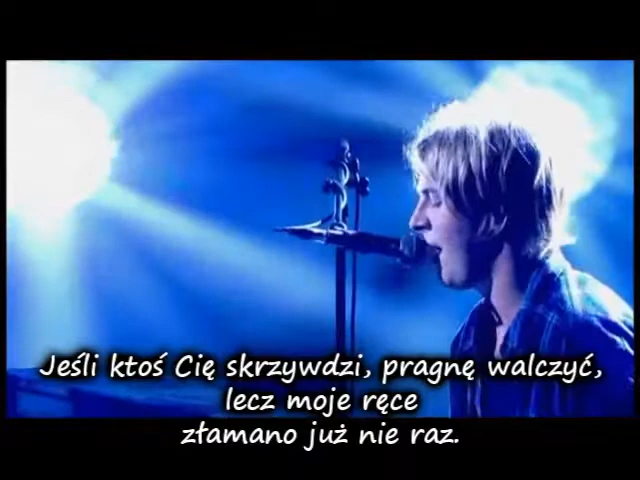 Jeśli ktoś Cię skrzywdzi, pragnę walczyć,
lecz moje ręce
złamano już nie raz.